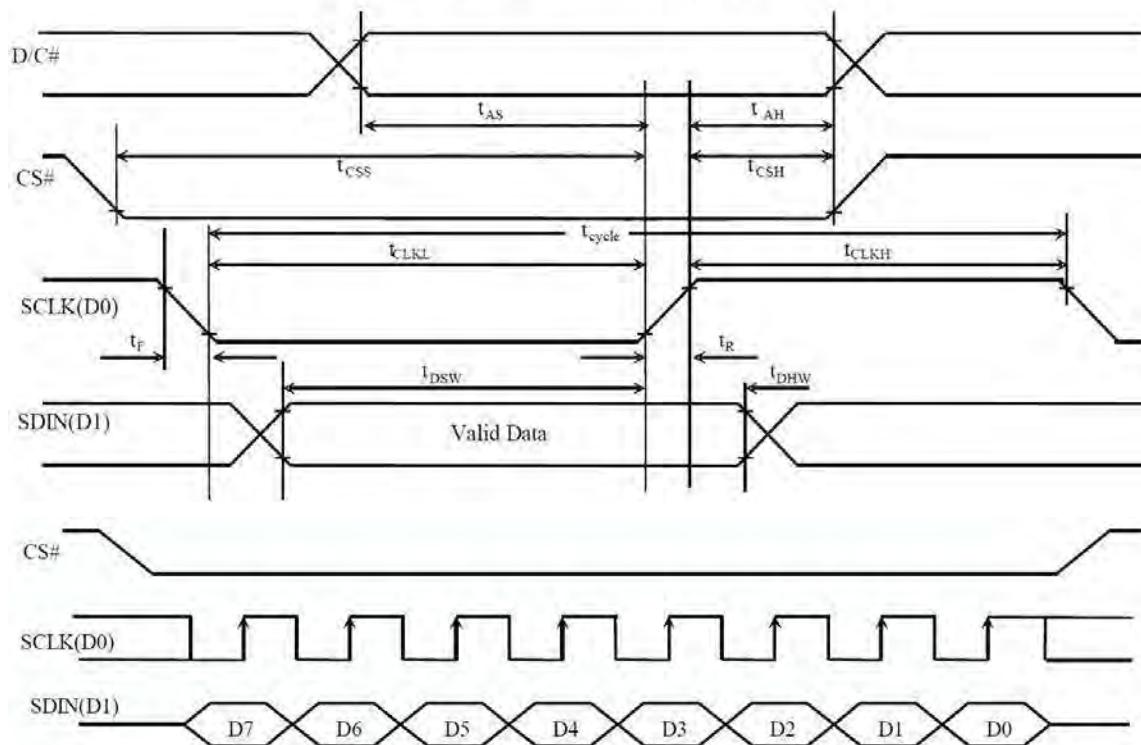 D/C#
tAS
tAH
CS#
tCSS
tCSH
tcycle
tCLKL
tCLKH
SCLK(D0)
tF
tR
tDSW
tDHW
SDIN(D1)
Valid Data
CS#
SCLK(D0)
SDIN(D1)
D7 D6 D5 D4 D3 D2 D1 D0